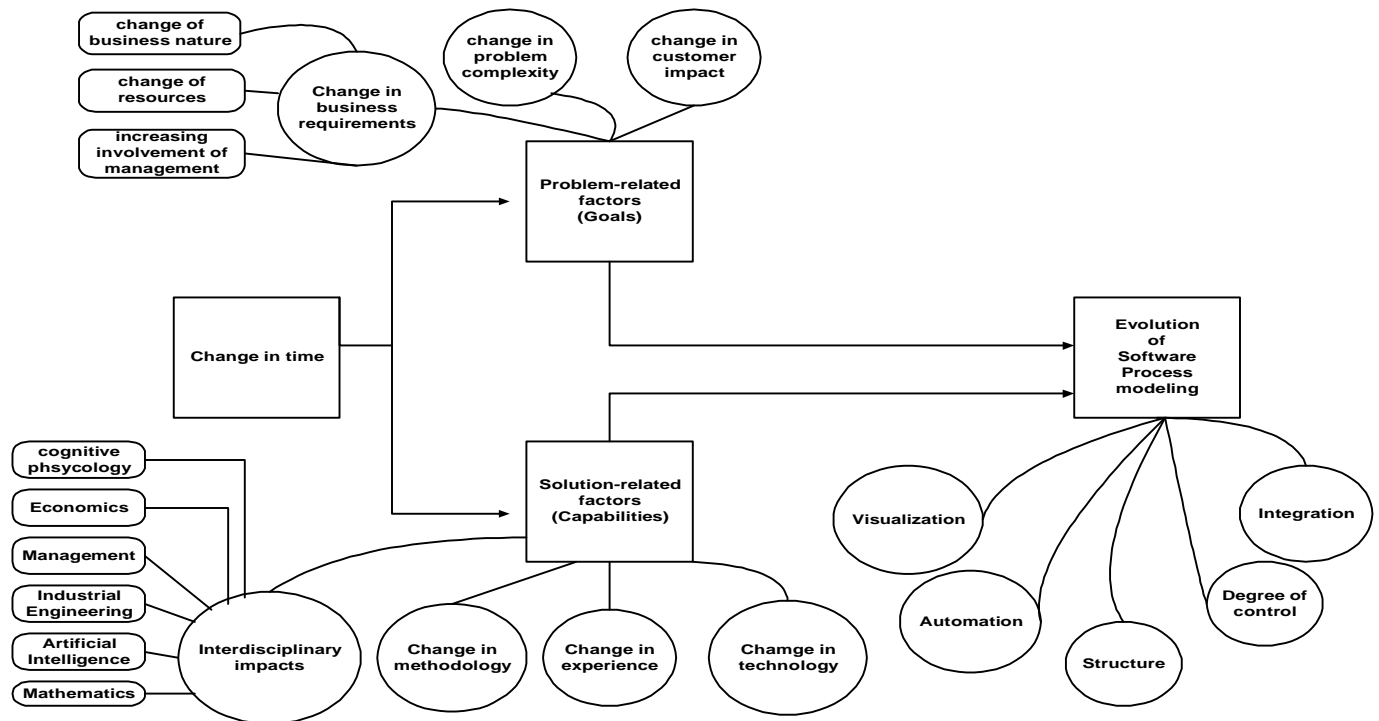 change of
business nature
change of
resources
increasing
involvement of
management
Change in
business
requirements
change in
problem
complexity
change in
customer
impact
Problem-related
factors
(Goals)
Change in time
Evolution
of
Software
Process
modeling
cognitive
phsycology
Economics
Management
Industrial
Engineering
Artificial
Intelligence
Mathematics
Solution-related
factors
(Capabilities)
Interdisciplinary
impacts
Change in
methodology
Change in
experience
Chamge in
technology
Visualization
Automation
Structure
Degree of
control
Integration